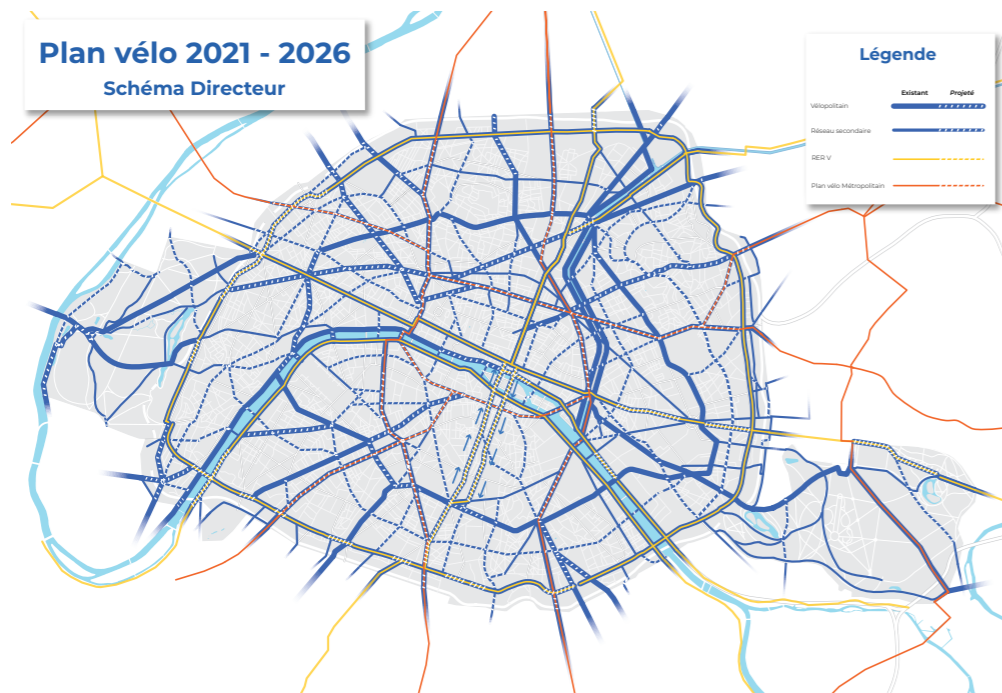 Plan vélo 2021 - 2026
Schéma Directeur
Légende
Existant Projeté
Vélopolitain
Réseau secondaire
RER V
Plan vélo Métropolitain